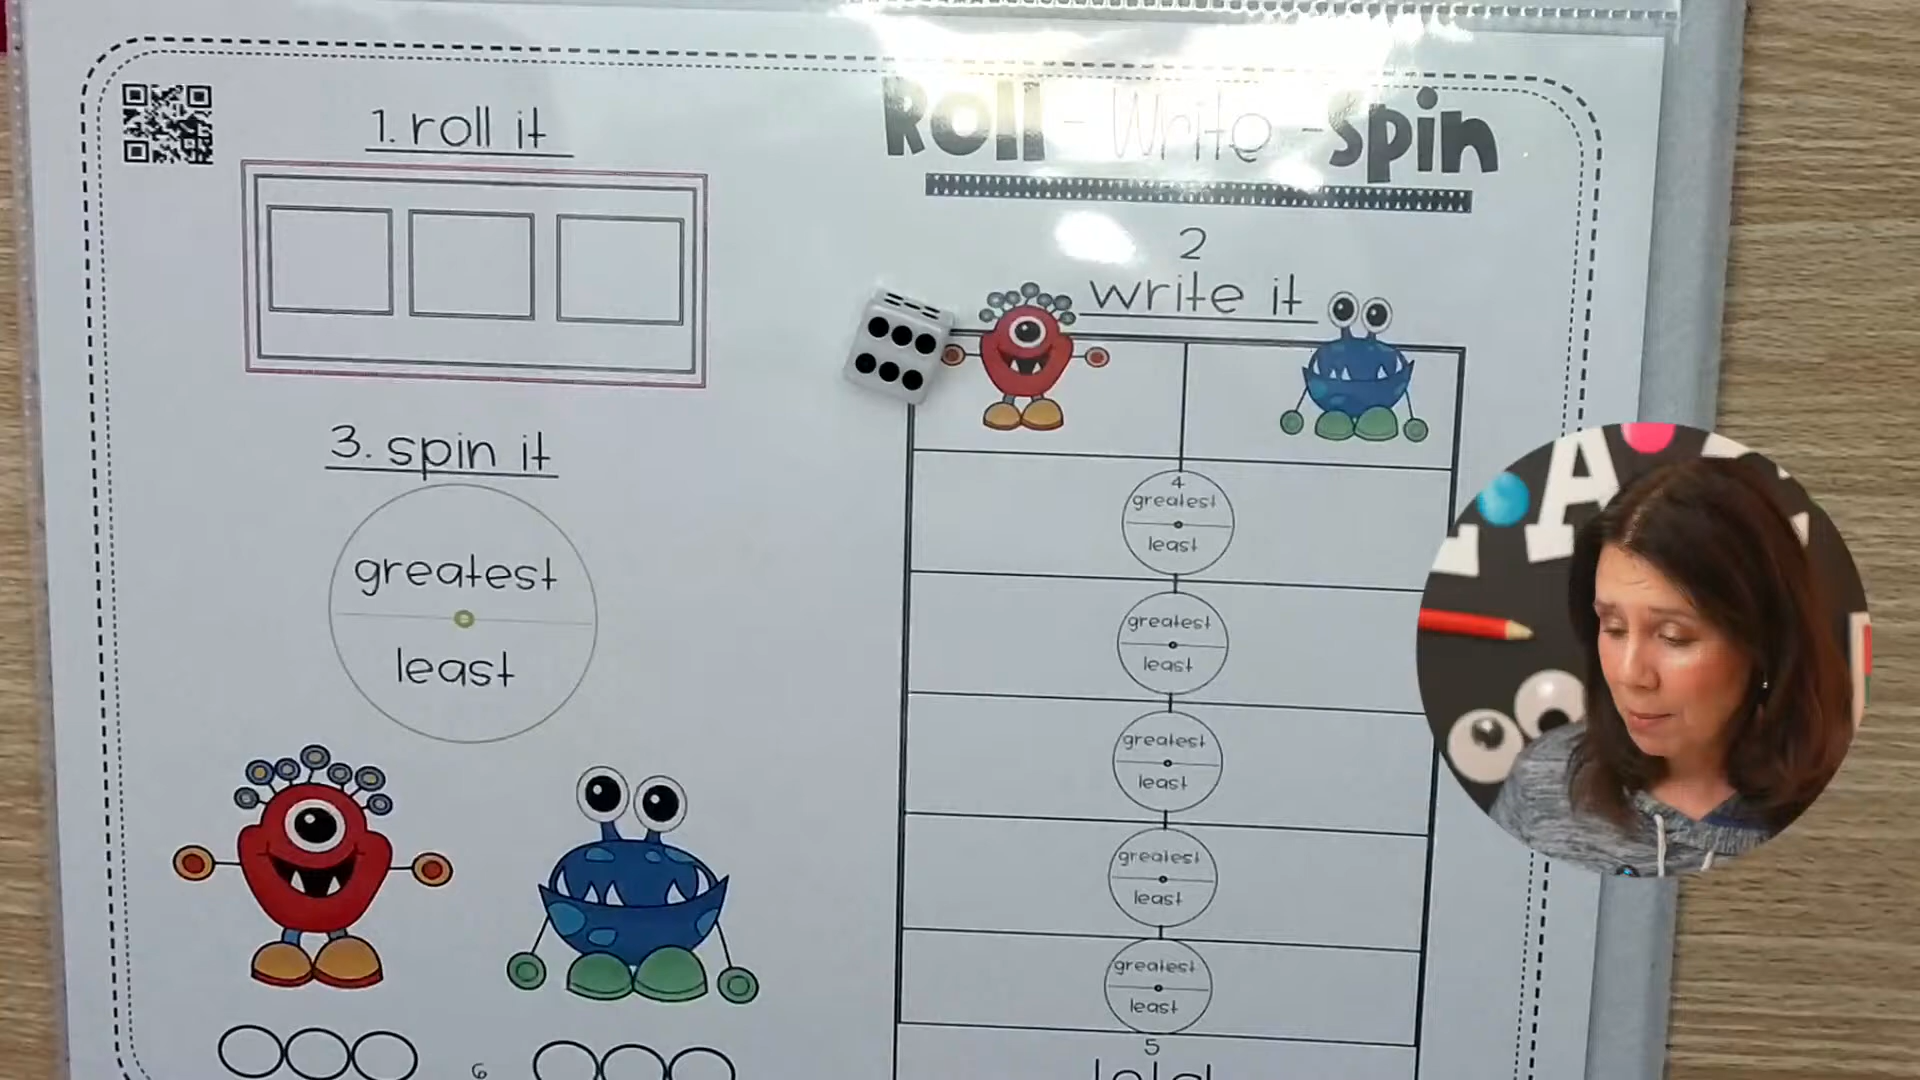 Roll - Write - Spin
1. roll it
2
write it
3. spin it
greatest
least
4
greatest
least
greatest
least
greatest
least
greatest
least
greatest
least
5
total
6
A